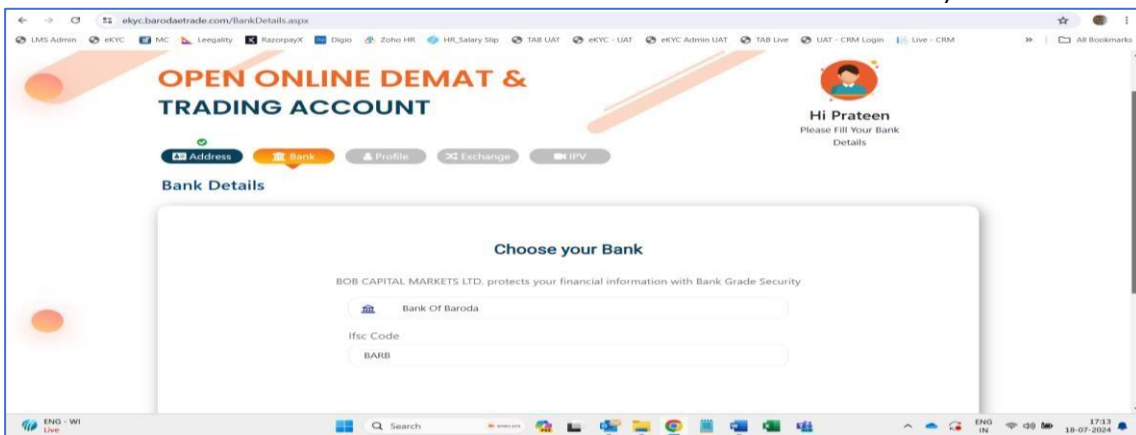 ekyc.barodaetrade.com/BankDetails.aspx
LMS Admin eKYC MC Leegality RazorpayX Digio Zoho HR HR_Salary Slip TAB UAT eKYC - UAT eKYC Admin UAT TAB Live UAT - CRM Login Live - CRM » All Bookmarks
OPEN ONLINE DEMAT &
TRADING ACCOUNT
Hi Prateen
Please Fill Your Bank
Details
Address Bank Profile Exchange IPV
Bank Details
Choose your Bank
BOB CAPITAL MARKETS LTD. protects your financial information with Bank Grade Security
Bank Of Baroda
Ifsc Code
BARB
ENG - WI
Live
Search
ENG
IN
17:13
18-07-2024